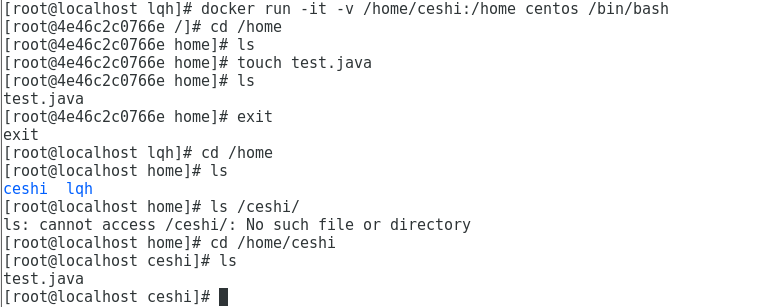 [root@localhost lqh]# docker run -it -v /home/ceshi:/home centos /bin/bash
[root@4e46c2c0766e /]# cd /home
[root@4e46c2c0766e home]# ls
[root@4e46c2c0766e home]# touch test.java
[root@4e46c2c0766e home]# ls
test.java
[root@4e46c2c0766e home]# exit
exit
[root@localhost lqh]# cd /home
[root@localhost home]# ls
ceshi  lqh
[root@localhost home]# ls /ceshi/
ls: cannot access /ceshi/: No such file or directory
[root@localhost home]# cd /home/ceshi
[root@localhost ceshi]# ls
test.java
[root@localhost ceshi]#